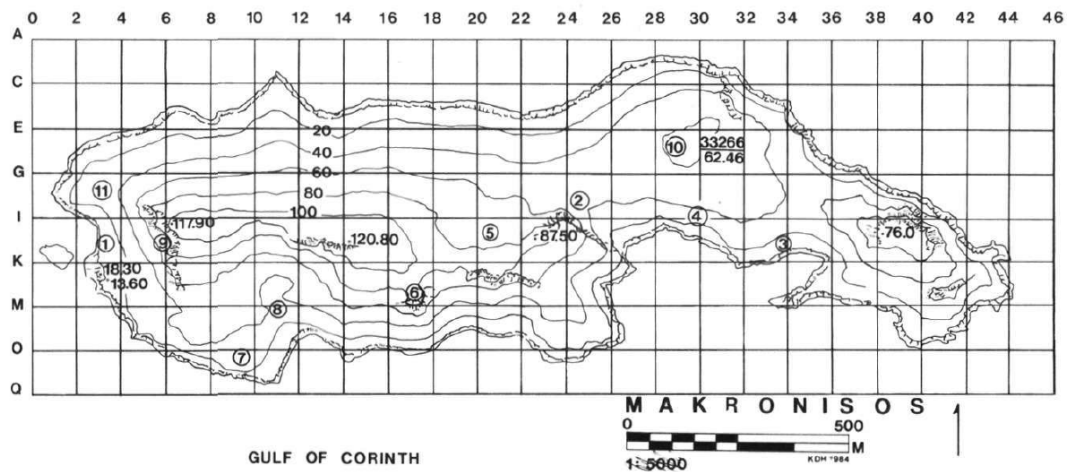 0 2 4 6 8 10 12 14 16 18 20 22 24 26 28 30 32 34 36 38 40 42 44 46
A
C
E 20
10 33266
40 62.46
G 60
11 80 2
100 4
I 117.90
1 9 120.80 5 87.50 3 76.0
K 18.30
13.60
6
M 8
O 7
Q
MAKRONISOS
0 500
M
1:5000
KDH 1984
GULF OF CORINTH